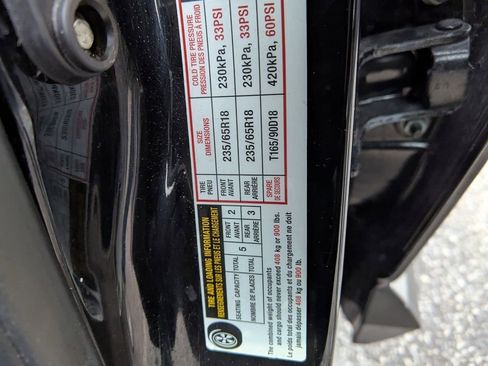 TIRE AND LOADING INFORMATION
RENSEIGNEMENTS SUR LES PNEUS ET LE CHARGEMENT
SEATING CAPACITY TOTAL 5 FRONT 2
NOMBRE DE PLACES TOTAL AVANT
REAR 3
ARRIÈRE
The combined weight of occupants
and cargo should never exceed 408 kg or 900 lbs.
Le poids total des occupants et du chargement ne doit
jamais dépasser 408 kg ou 900 lb.
TIRE SIZE COLD TIRE PRESSURE
PNEU DIMENSIONS PRESSION DES PNEUS À FROID
FRONT 235/65R18 230kPa, 33PSI
AVANT
REAR 235/65R18 230kPa, 33PSI
ARRIÈRE
SPARE T165/90D18 420kPa, 60PSI
DE SECOURS